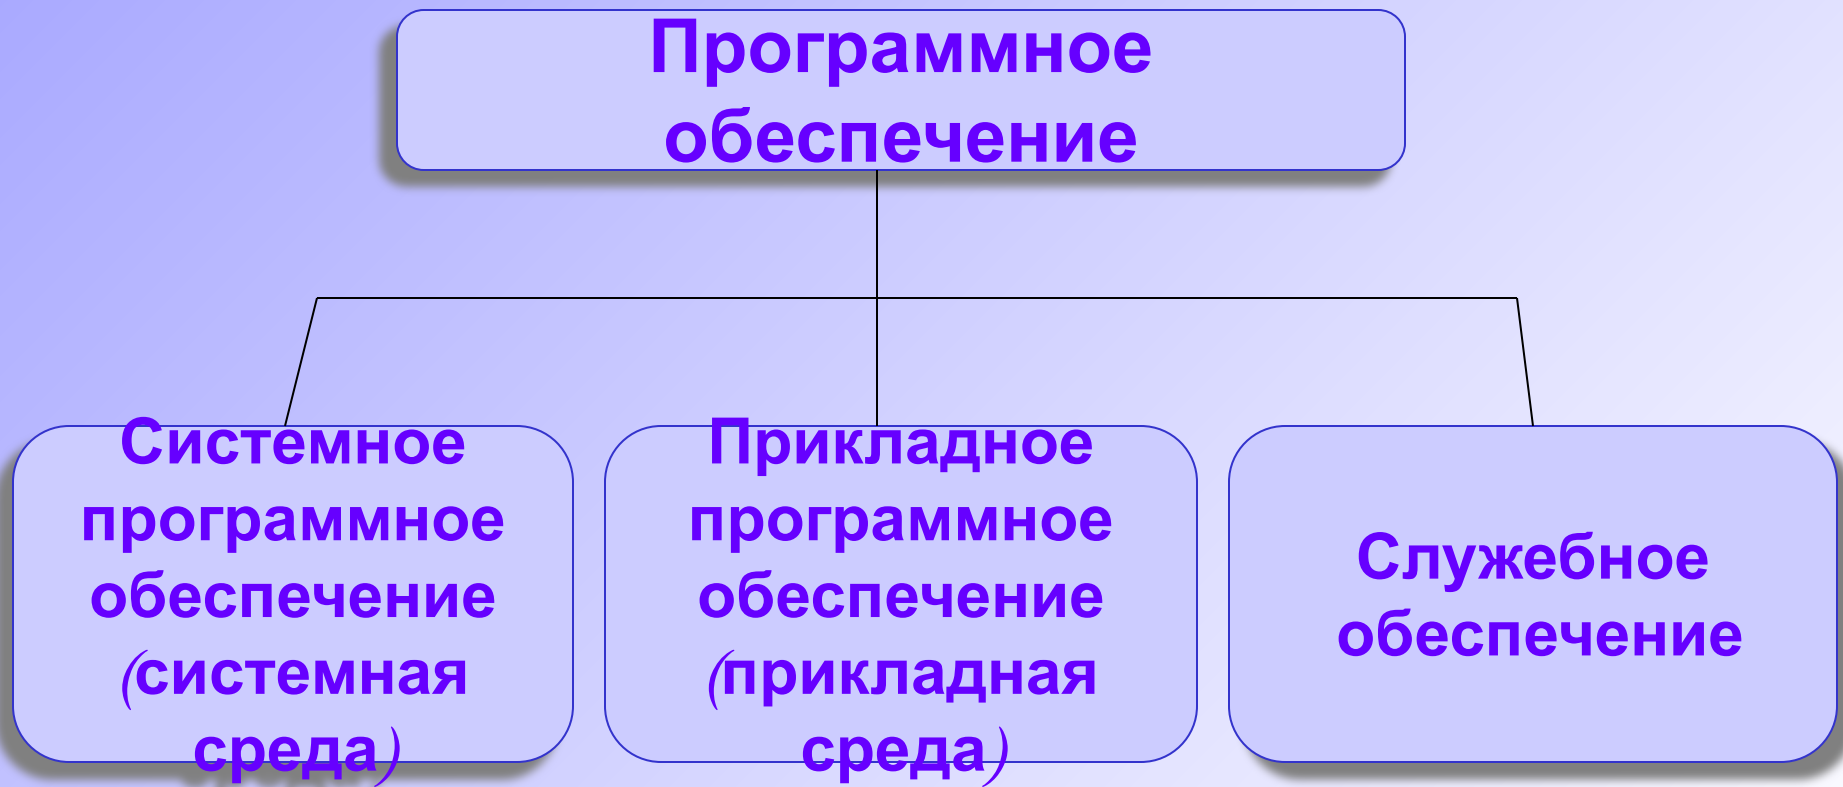 Программное
обеспечение
Системное
программное
обеспечение
(системная
среда)
Прикладное
программное
обеспечение
(прикладная
среда)
Служебное
обеспечение